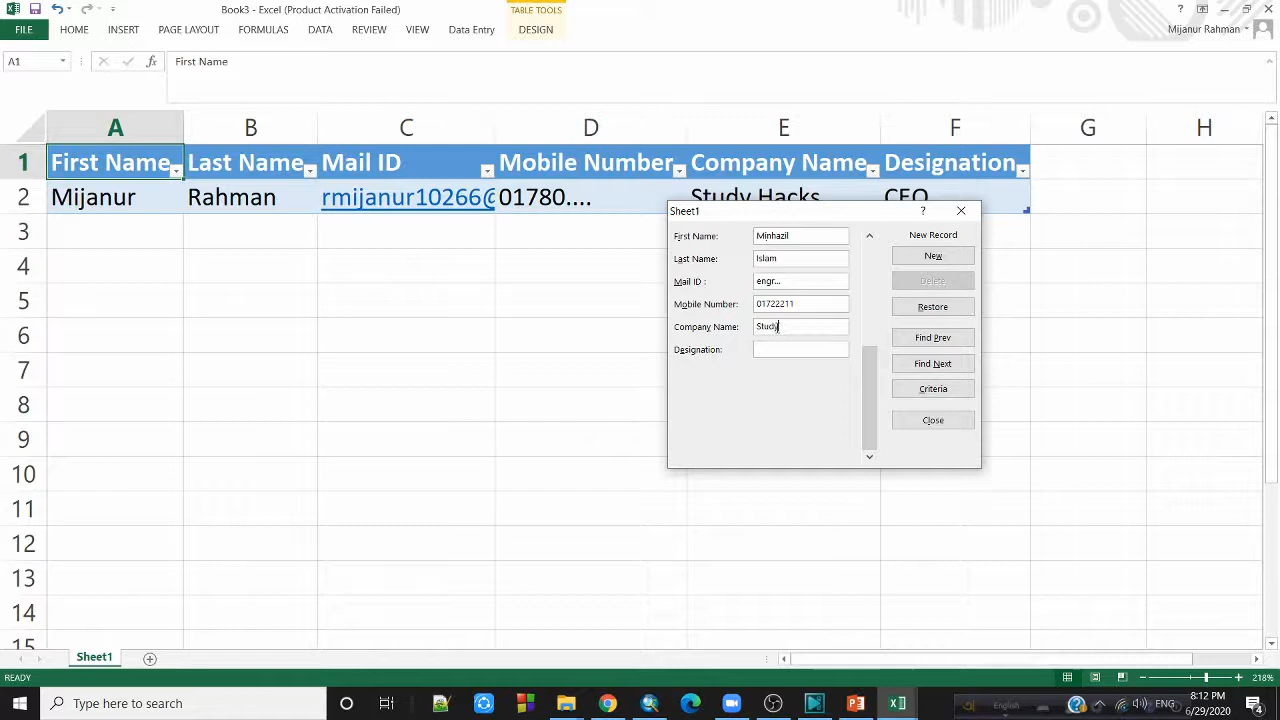 Book3 - Excel (Product Activation Failed)
TABLE TOOLS
?
FILE HOME INSERT PAGE LAYOUT FORMULAS DATA REVIEW VIEW Data Entry DESIGN Mijanur Rahman
A1 fx First Name
A B C D E F G H
1 First Name Last Name Mail ID Mobile Number Company Name Designation
2 Mijanur Rahman rmijanur10266@ 01780.... Study Hacks CEO
3
4
5
6
7
8
9
10
11
12
13
14
15
Sheet1 ?
First Name: Minhazil New Record
Last Name: Islam New
Mail ID : engr... Delete
Mobile Number: 01722211 Restore
Company Name: Study Find Prev
Designation: Find Next
Criteria
Close
Sheet1
READY 218%
Type here to search English ENG 8:12 PM
6/29/2020